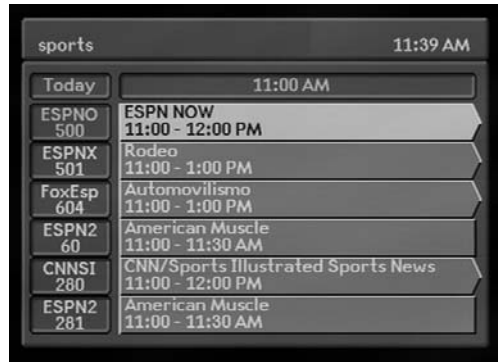 sports 11:39 AM
Today 11:00 AM
ESPNO ESPN NOW
500 11:00 - 12:00 PM
ESPNX Rodeo
501 11:00 - 1:00 PM
FoxEsp Automovilismo
604 11:00 - 1:00 PM
ESPN2 American Muscle
60 11:00 - 11:30 AM
CNNSI CNN/Sports Illustrated Sports News
280 11:00 - 12:00 PM
ESPN2 American Muscle
281 11:00 - 11:30 AM